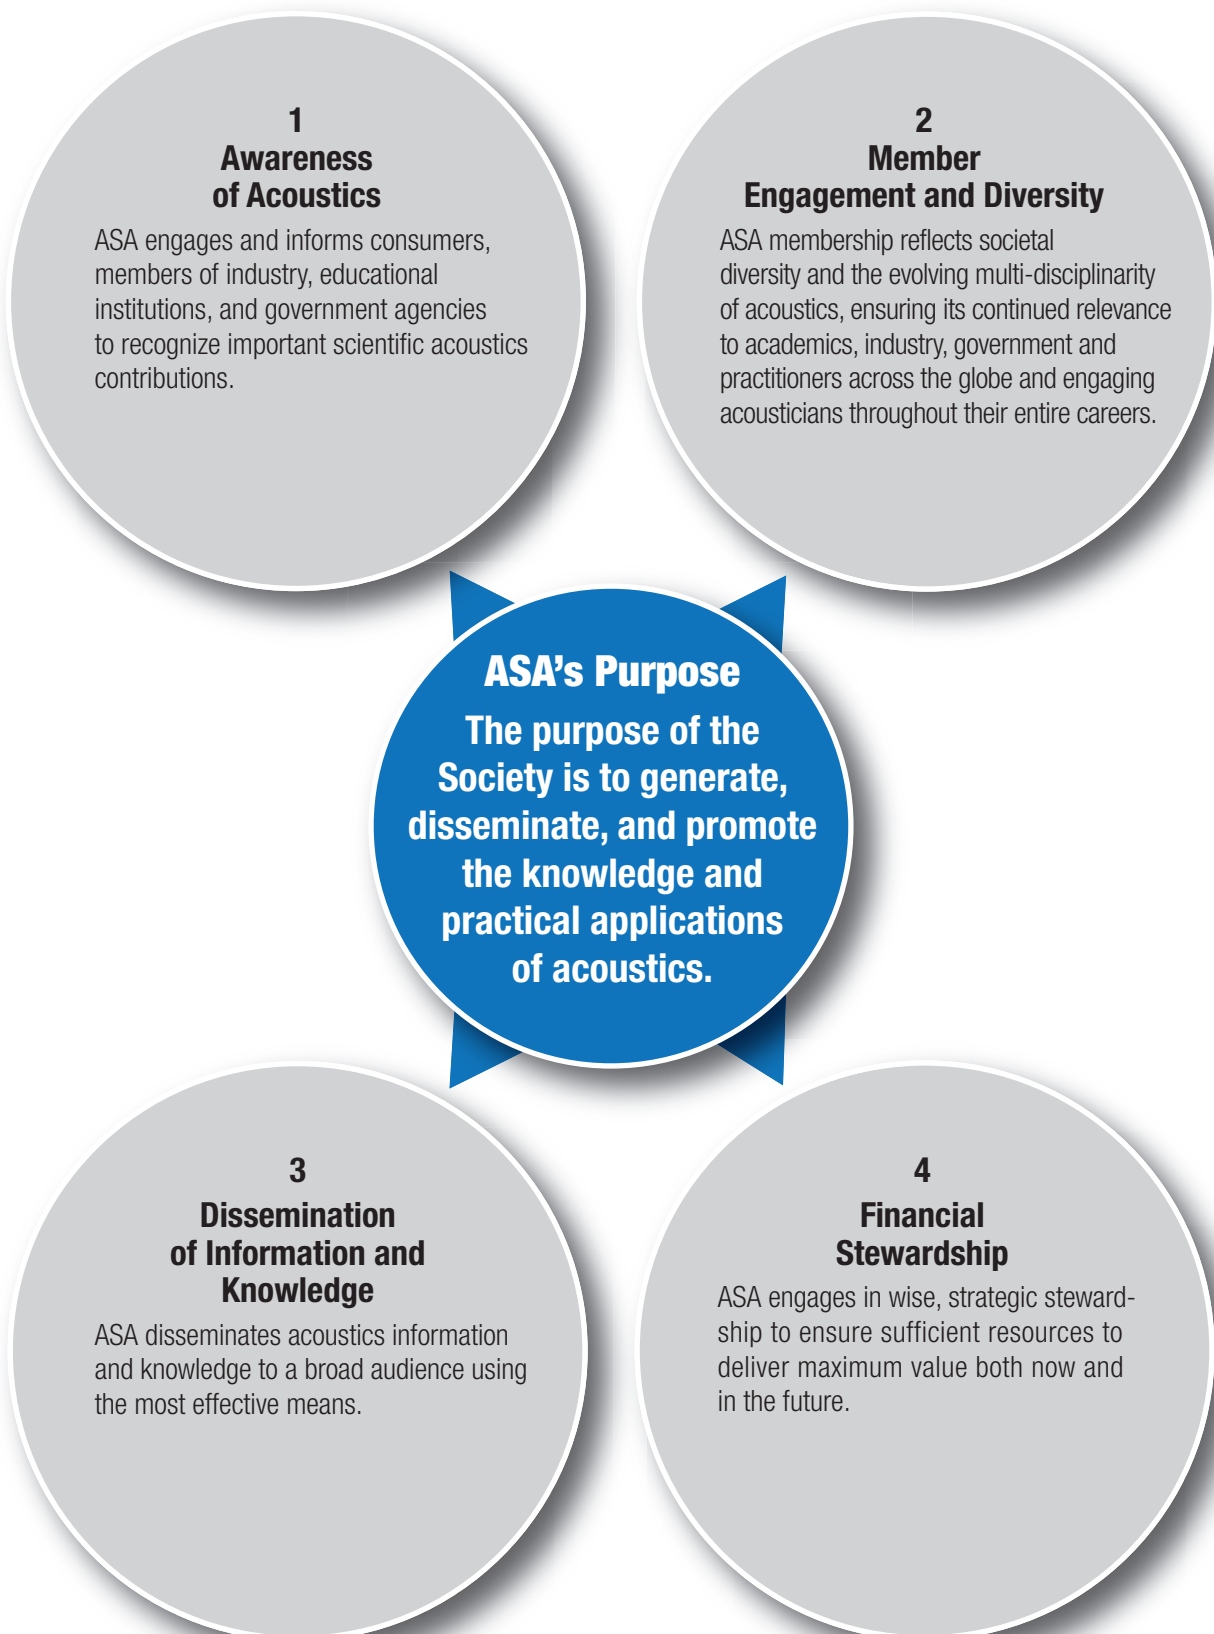 1
Awareness
of Acoustics
ASA engages and informs consumers,
members of industry, educational
institutions, and government agencies
to recognize important scientific acoustics
contributions.
2
Member
Engagement and Diversity
ASA membership reflects societal
diversity and the evolving multi-disciplinarity
of acoustics, ensuring its continued relevance
to academics, industry, government and
practitioners across the globe and engaging
acousticians throughout their entire careers.
ASA’s Purpose
The purpose of the
Society is to generate,
disseminate, and promote
the knowledge and
practical applications
of acoustics.
3
Dissemination
of Information and
Knowledge
ASA disseminates acoustics information
and knowledge to a broad audience using
the most effective means.
4
Financial
Stewardship
ASA engages in wise, strategic steward-
ship to ensure sufficient resources to
deliver maximum value both now and
in the future.